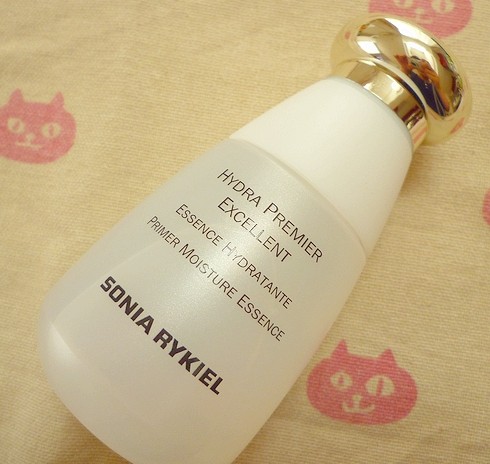 HYDRA PREMIER
EXCELLENT
ESSENCE HYDRATANTE
PRIMER MOISTURE ESSENCE
SONIA RYKIEL